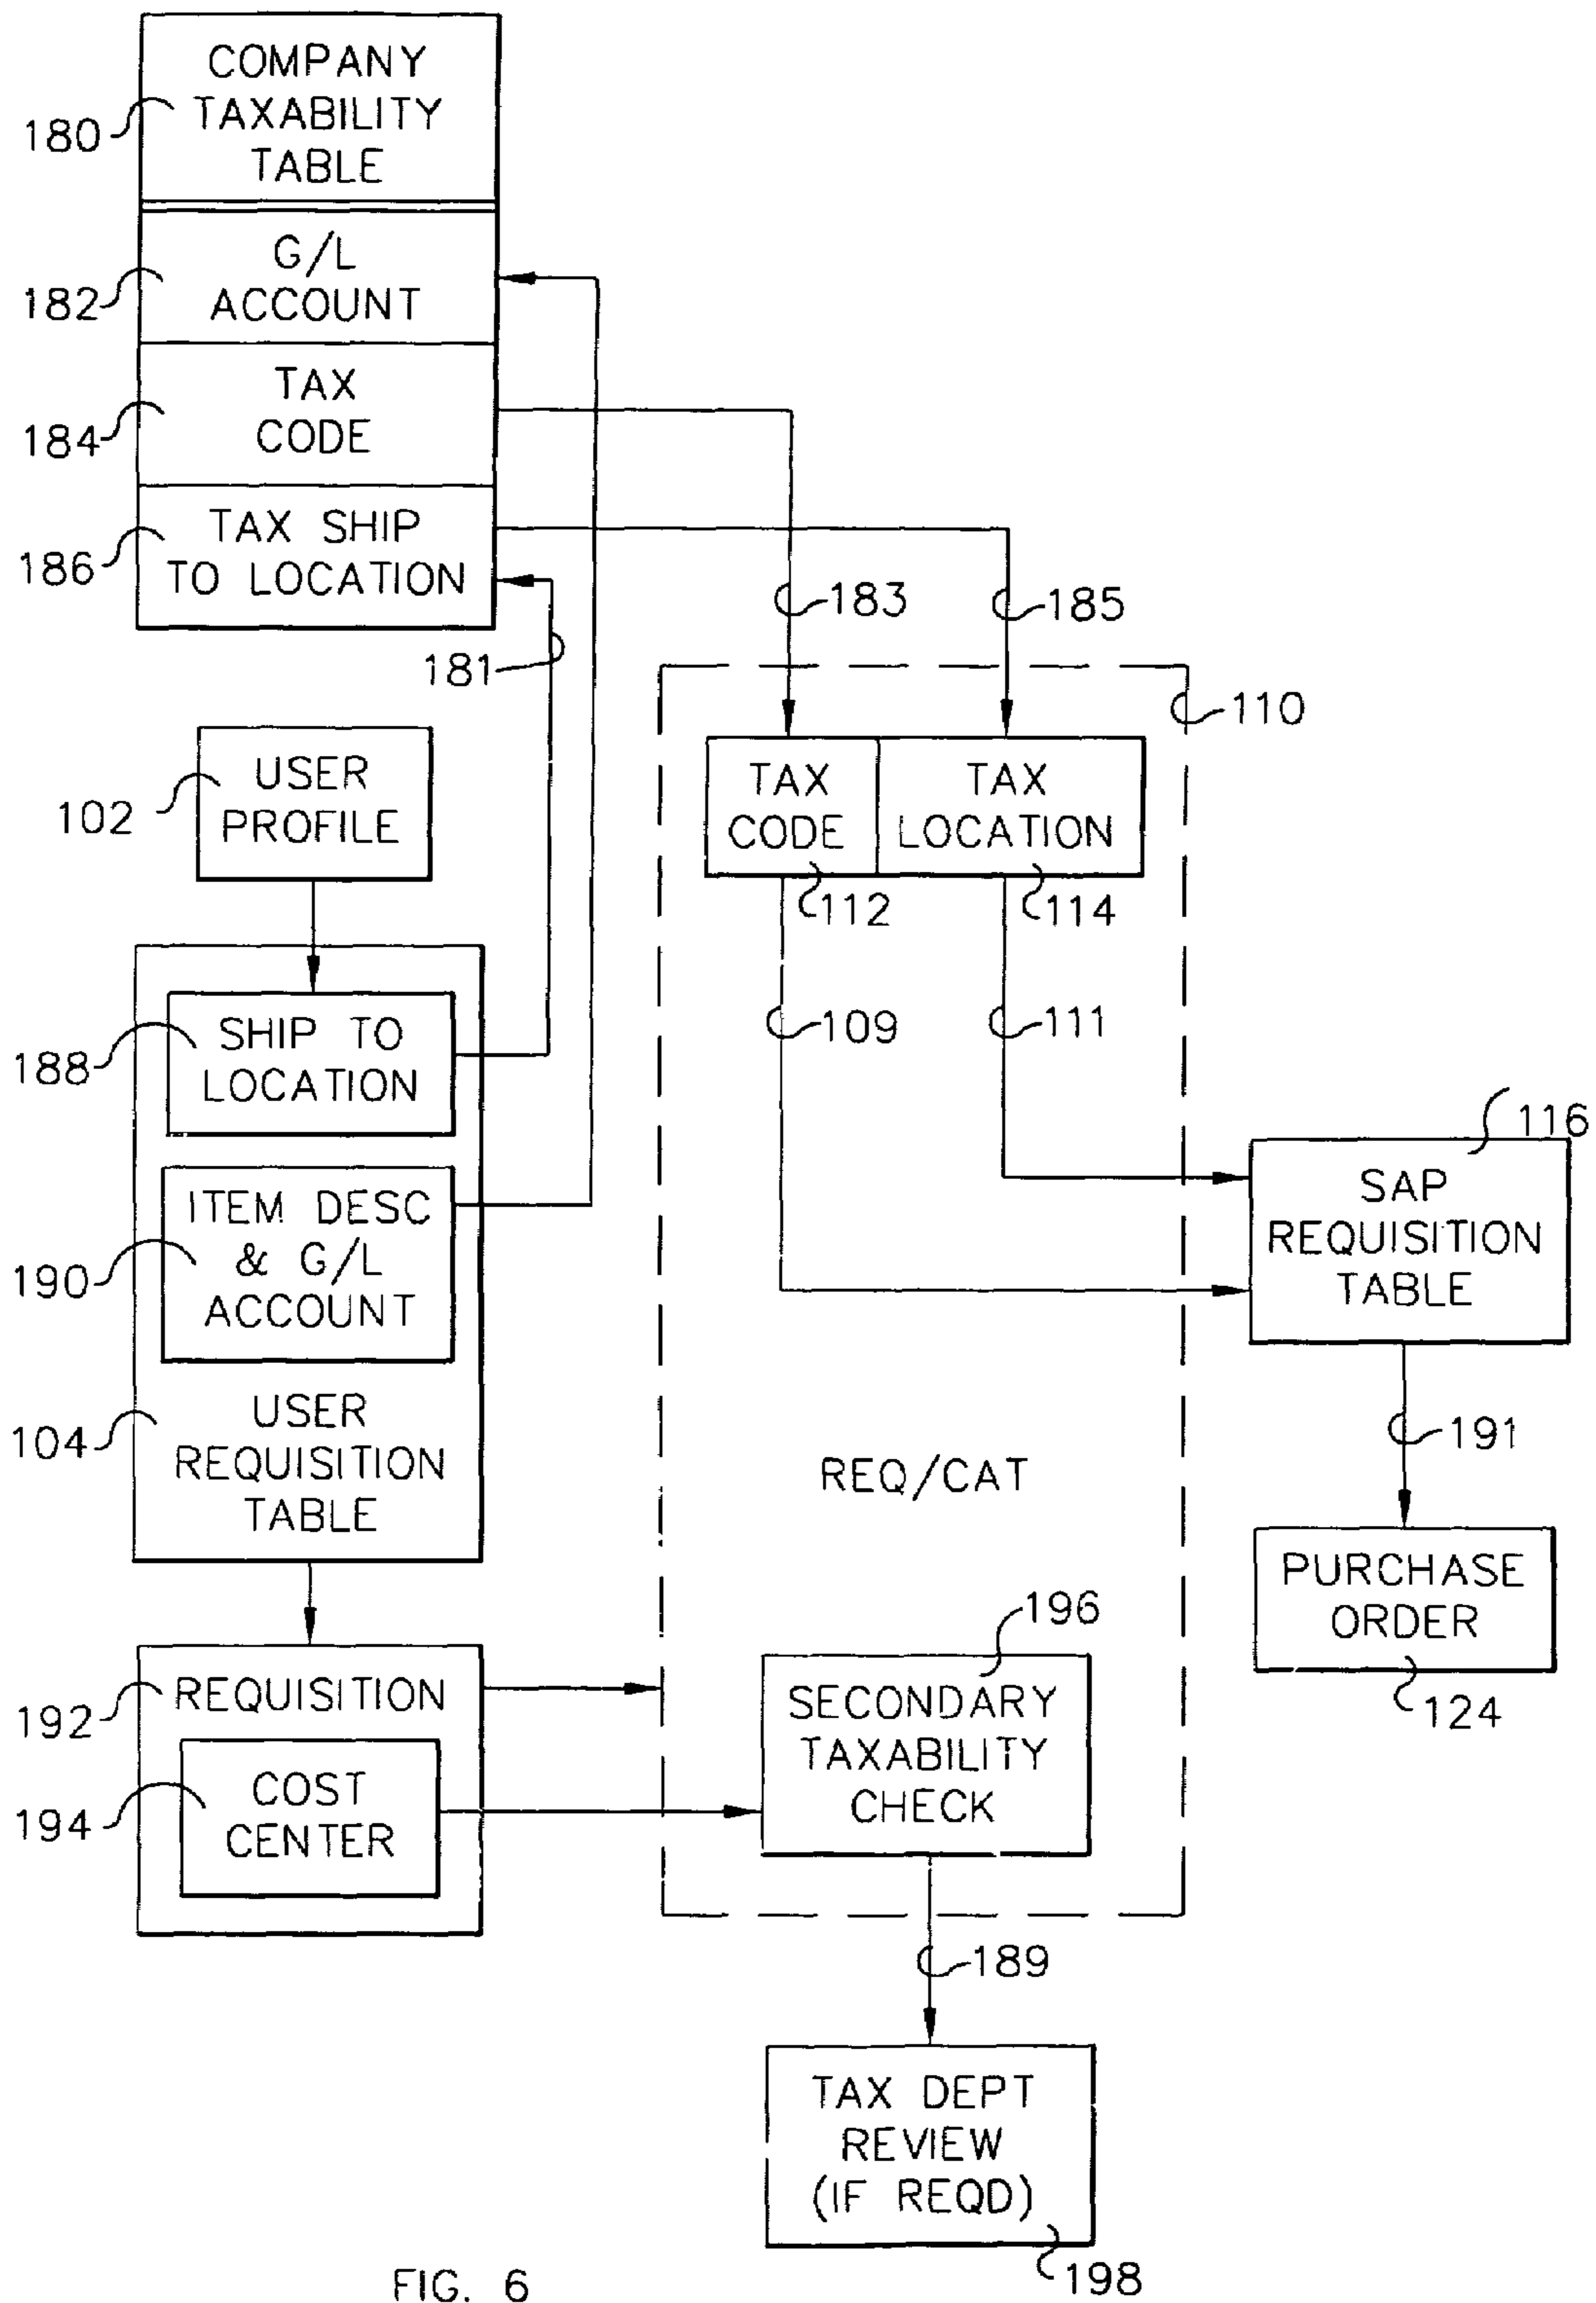 COMPANY
TAXABILITY
TABLE
180
G/L
ACCOUNT
182
TAX
CODE
184
TAX SHIP
TO LOCATION
186
183
185
181
110
USER
PROFILE
102
TAX
CODE
TAX
LOCATION
112
114
SHIP TO
LOCATION
188
109
111
116
ITEM DESC
& G/L
ACCOUNT
190
SAP
REQUISITION
TABLE
USER
REQUISITION
TABLE
104
191
REQ/CAT
PURCHASE
ORDER
124
196
REQUISITION
192
SECONDARY
TAXABILITY
CHECK
COST
CENTER
194
189
TAX DEPT
REVIEW
(IF REQD)
198
FIG. 6